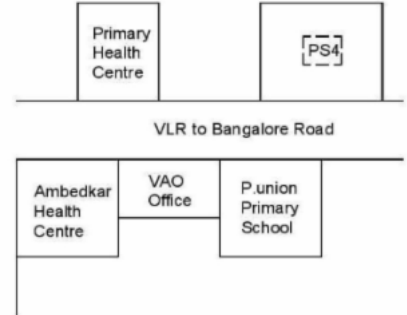 Primary
Health
Centre
PS4
VLR to Bangalore Road
Ambedkar
Health
Centre
VAO
Office
P.union
Primary
School